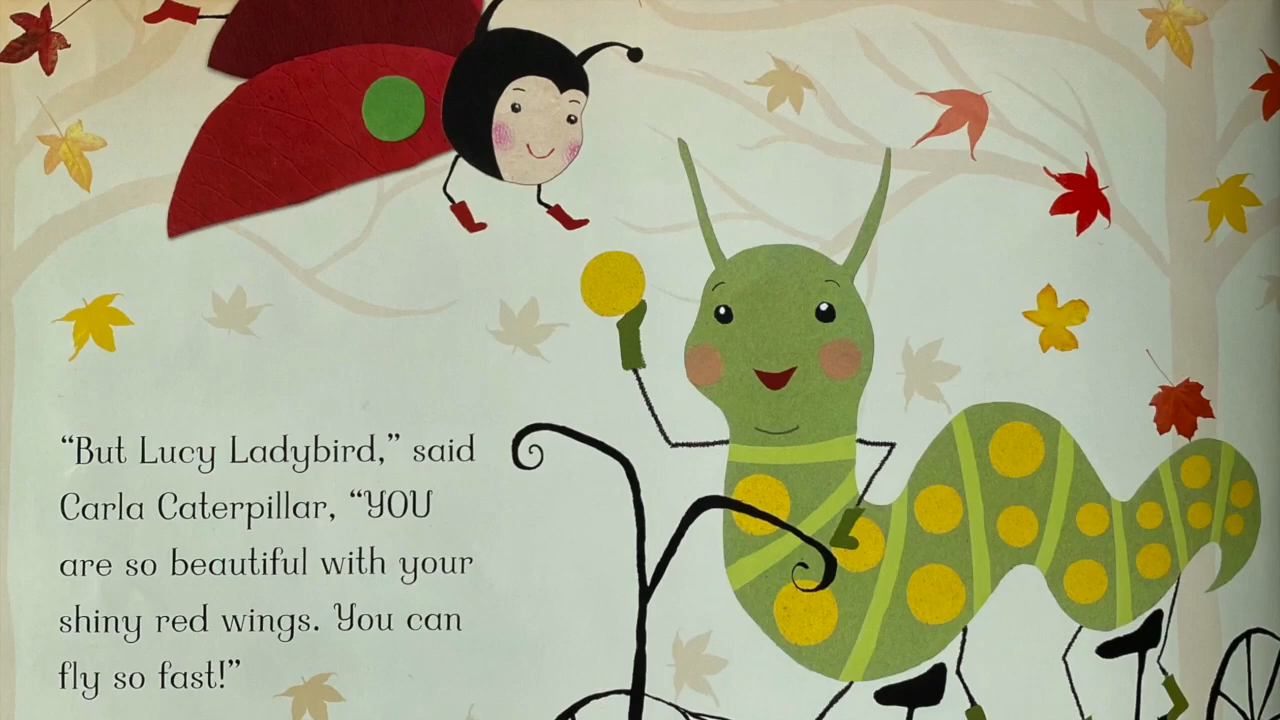 “But Lucy Ladybird,” said
Carla Caterpillar, “YOU
are so beautiful with your
shiny red wings. You can
fly so fast!”